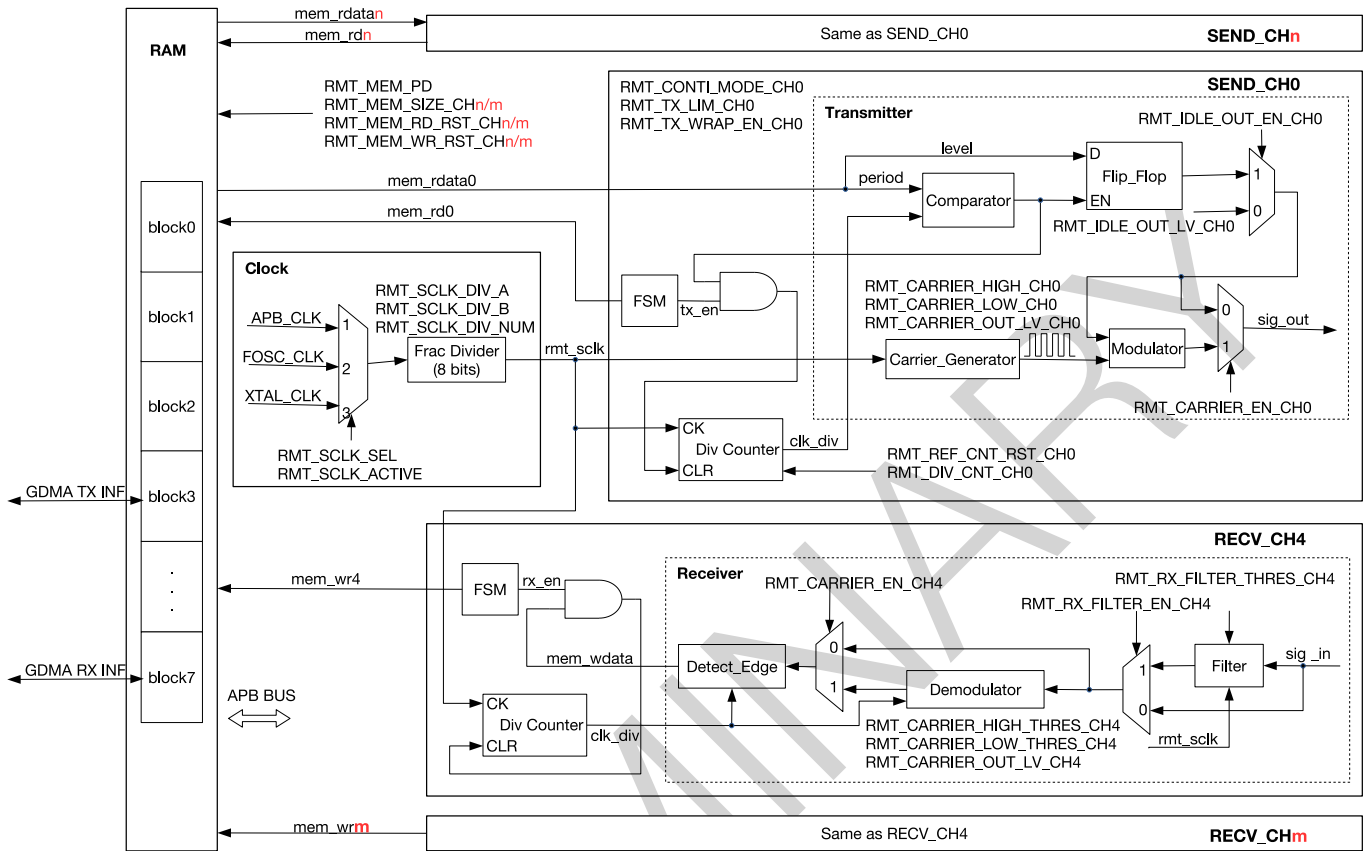 mem_rdatan
mem_rdn
Same as SEND_CH0
SEND_CHn
RAM
RMT_MEM_PD
RMT_MEM_SIZE_CHn/m
RMT_MEM_RD_RST_CHn/m
RMT_MEM_WR_RST_CHn/m
RMT_CONTI_MODE_CH0
RMT_TX_LIM_CH0
RMT_TX_WRAP_EN_CH0
SEND_CH0
Transmitter
RMT_IDLE_OUT_EN_CH0
level
D
Flip_Flop
EN
1
0
RMT_IDLE_OUT_LV_CH0
mem_rdata0
period
Comparator
mem_rd0
block0
block1
block2
block3
.
.
.
block7
Clock
RMT_SCLK_DIV_A
RMT_SCLK_DIV_B
RMT_SCLK_DIV_NUM
APB_CLK
FOSC_CLK
XTAL_CLK
1
2
3
Frac Divider
(8 bits)
rmt_sclk
RMT_SCLK_SEL
RMT_SCLK_ACTIVE
FSM
tx_en
RMT_CARRIER_HIGH_CH0
RMT_CARRIER_LOW_CH0
RMT_CARRIER_OUT_LV_CH0
Carrier_Generator
Modulator
0
1
sig_out
RMT_CARRIER_EN_CH0
CK
Div Counter
CLR
clk_div
RMT_REF_CNT_RST_CH0
RMT_DIV_CNT_CH0
GDMA TX INF
GDMA RX INF
APB BUS
RECV_CH4
mem_wr4
FSM
rx_en
Receiver
RMT_CARRIER_EN_CH4
RMT_RX_FILTER_THRES_CH4
RMT_RX_FILTER_EN_CH4
mem_wdata
Detect_Edge
0
1
Demodulator
1
0
Filter
sig _in
rmt_sclk
CK
Div Counter
CLR
clk_div
RMT_CARRIER_HIGH_THRES_CH4
RMT_CARRIER_LOW_THRES_CH4
RMT_CARRIER_OUT_LV_CH4
mem_wrm
Same as RECV_CH4
RECV_CHm
MINARY